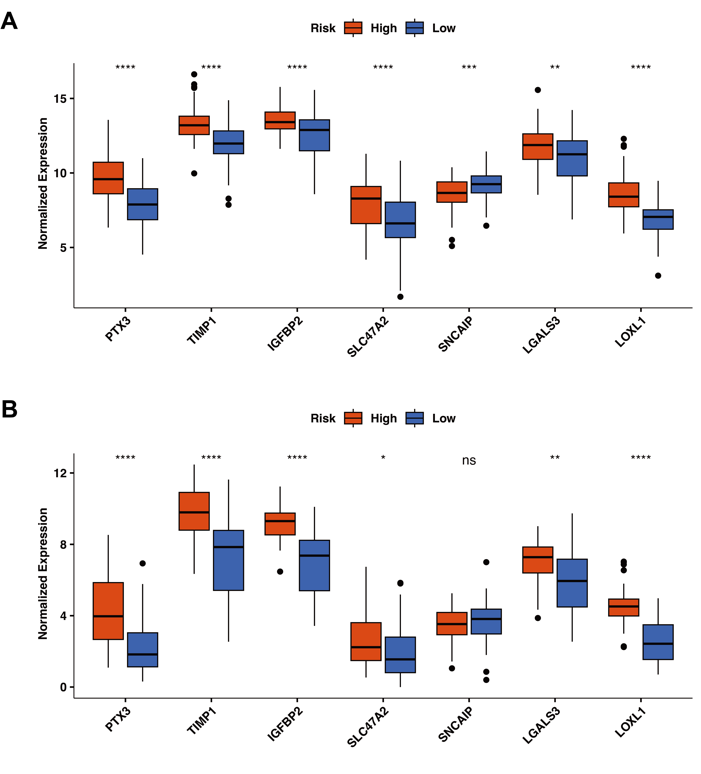 A
Risk High Low
**** **** **** **** *** ** ****
Normalized Expression
15
10
5
PTX3 TIMP1 IGFBP2 SLC47A2 SNCAIP LGALS3 LOXL1
B
Risk High Low
**** **** **** * ns ** ****
Normalized Expression
12
8
4
0
PTX3 TIMP1 IGFBP2 SLC47A2 SNCAIP LGALS3 LOXL1